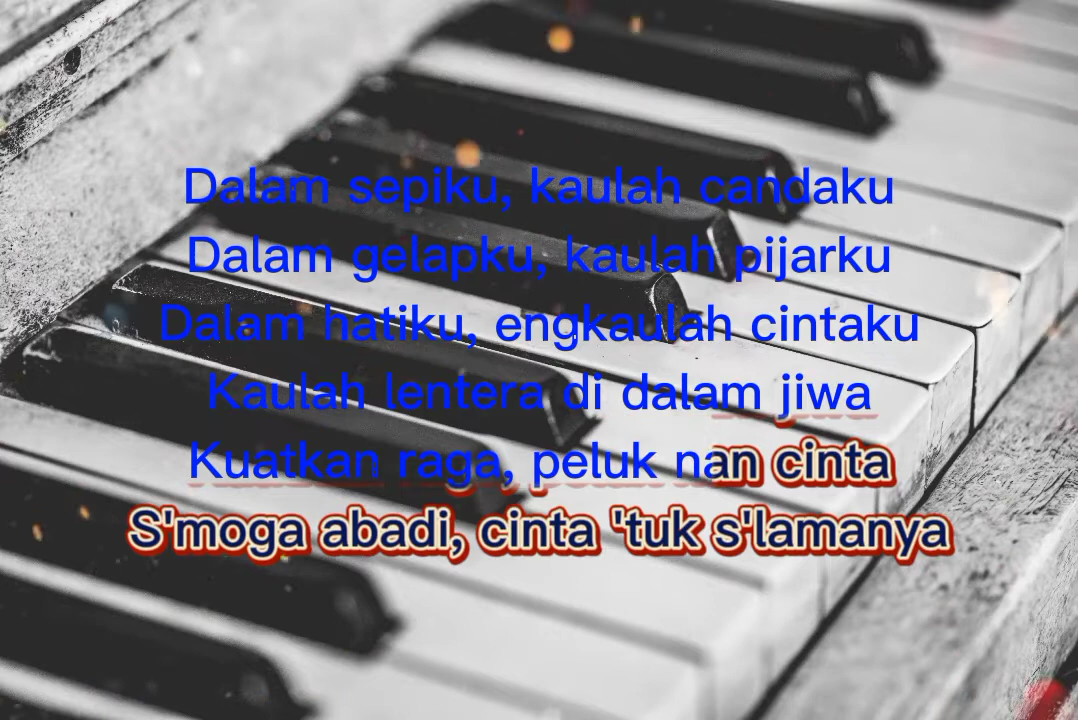 Dalam sepiku, kaulah candaku
Dalam gelapku, kaulah pijarku
Dalam hatiku, engkaulah cintaku
Kaulah lentera di dalam jiwa
Kuatkan raga, peluk nan cinta
S'moga abadi, cinta 'tuk s'lamanya